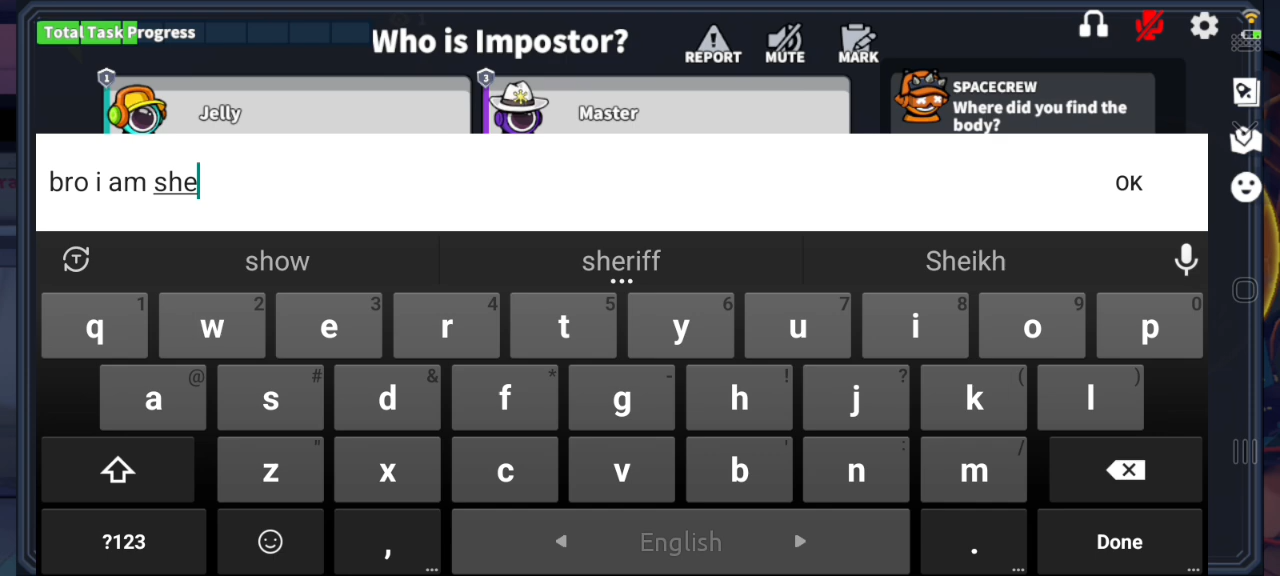 Total Task Progress
Who is Impostor?
REPORT
MUTE
MARK
1
Jelly
3
Master
SPACECREW
Where did you find the
body?
bro i am she
OK
show
sheriff
Sheikh
1 2 3 4 5 6 7 8 9 0
q w e r t y u i o p
@ # & * - ! ? ( )
a s d f g h j k l
" ' : /
z x c v b n m
?123
,
English
.
Done